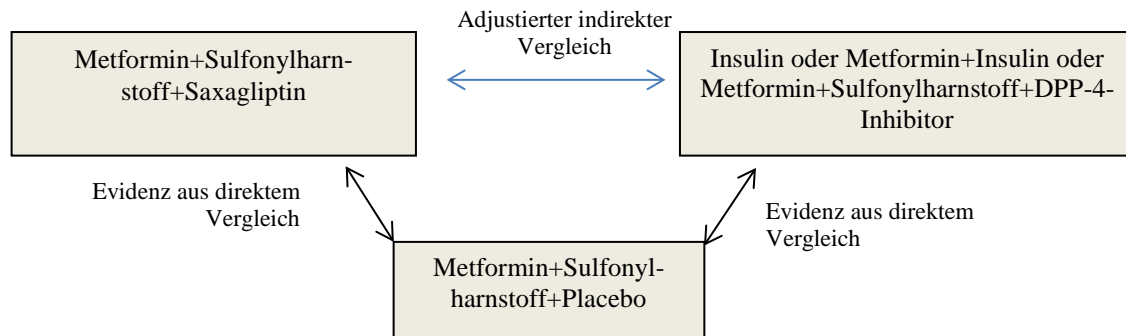 Adjustierter indirekter
Vergleich
Metformin+Sulfonylharn-
stoff+Saxagliptin
Insulin oder Metformin+Insulin oder
Metformin+Sulfonylharnstoff+DPP-4-
Inhibitor
Evidenz aus direktem
Vergleich
Evidenz aus direktem
Vergleich
Metformin+Sulfonyl-
harnstoff+Placebo